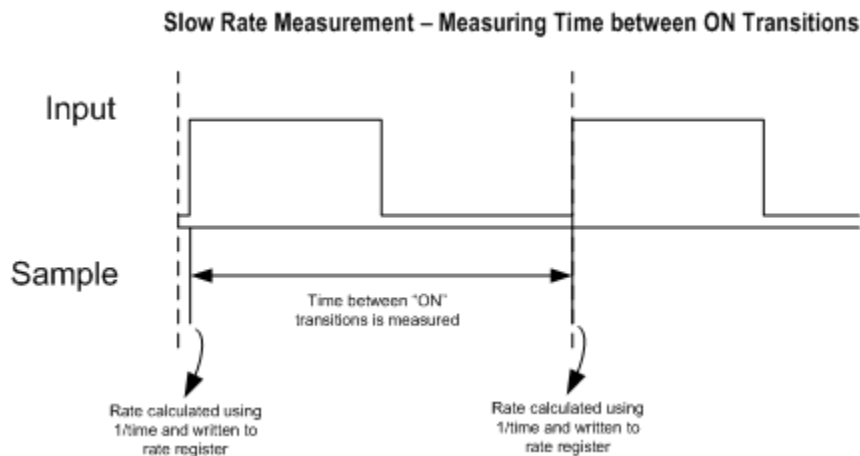 Slow Rate Measurement – Measuring Time between ON Transitions
Input
Sample
Time between "ON"
transitions is measured
Rate calculated using
1/time and written to
rate register
Rate calculated using
1/time and written to
rate register